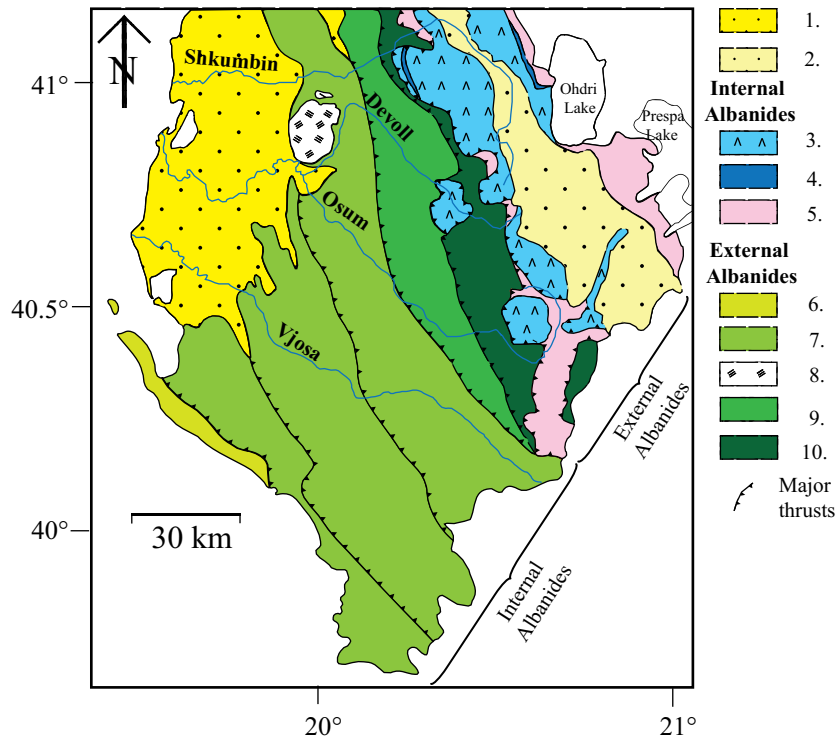 Shkumbin
N
Devoll
Osum
Vjosa
Ohdri
Lake
Prespa
Lake
External
Albanides
Internal
Albanides
30 km
41°
40.5°
40°
20°
21°
1.
2.
Internal
Albanides
3.
4.
5.
External
Albanides
6.
7.
8.
9.
10.
Major
thrusts